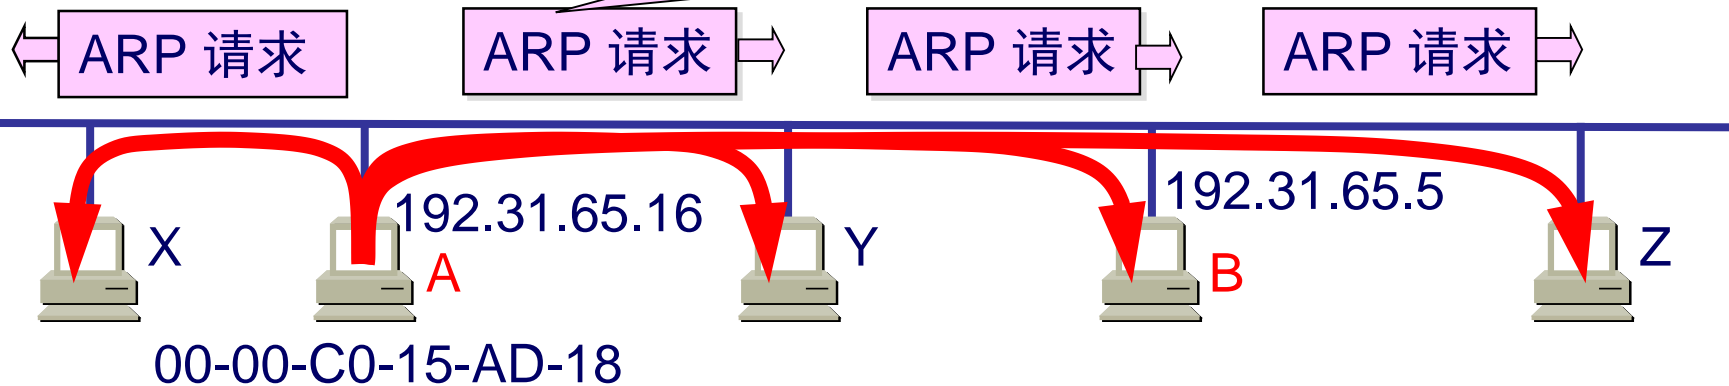 ARP 请求
ARP 请求
ARP 请求
ARP 请求
192.31.65.16
192.31.65.5
X
A
Y
B
Z
00-00-C0-15-AD-18